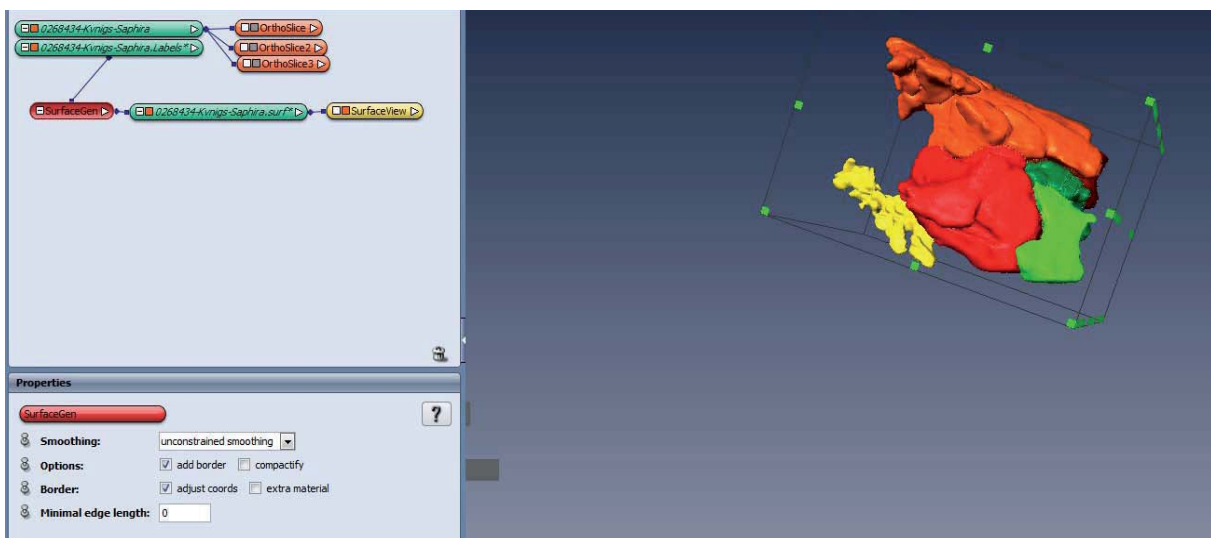 0268434-Kvnigs-Saphira
OrthoSlice
0268434-Kvnigs-Saphira.Labels*
OrthoSlice2
OrthoSlice3
SurfaceGen
0268434-Kvnigs-Saphira.surf*
SurfaceView
Properties
SurfaceGen
?
Smoothing: unconstrained smoothing
Options: add border compactify
Border: adjust coords extra material
Minimal edge length: 0